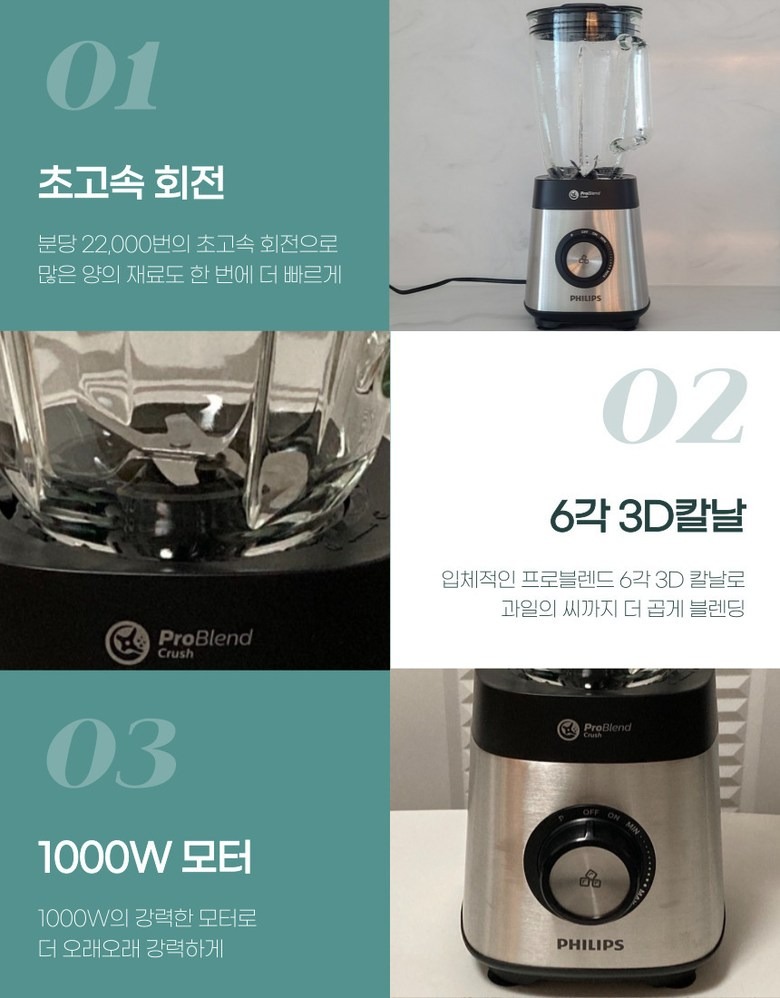 01
초고속 회전
분당 22,000번의 초고속 회전으로
많은 양의 재료도 한 번에 더 빠르게
ProBlend
Crush
PHILIPS
ProBlend
Crush
02
6각 3D칼날
입체적인 프로블렌드 6각 3D 칼날로
과일의 씨까지 더 곱게 블렌딩
03
1000W 모터
1000W의 강력한 모터로
더 오래오래 강력하게
ProBlend
Crush
P OFF ON MIN
MAX
PHILIPS